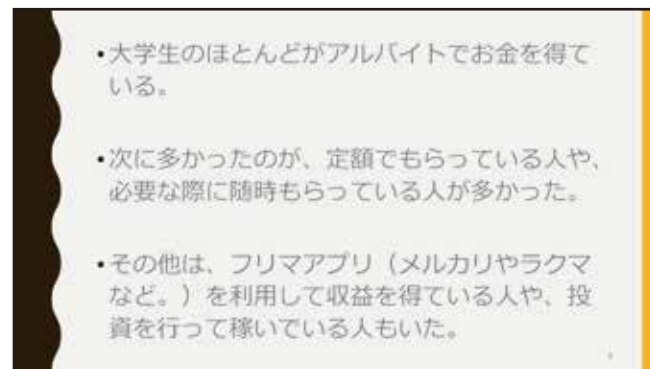 •大学生のほとんどがアルバイトでお金を得て
いる。
•次に多かったのが、定額でもらっている人や、
必要な際に随時もらっている人が多かった。
•その他は、フリマアプリ（メルカリやラクマ
など。）を利用して収益を得ている人や、投
資を行って稼いでいる人もいた。